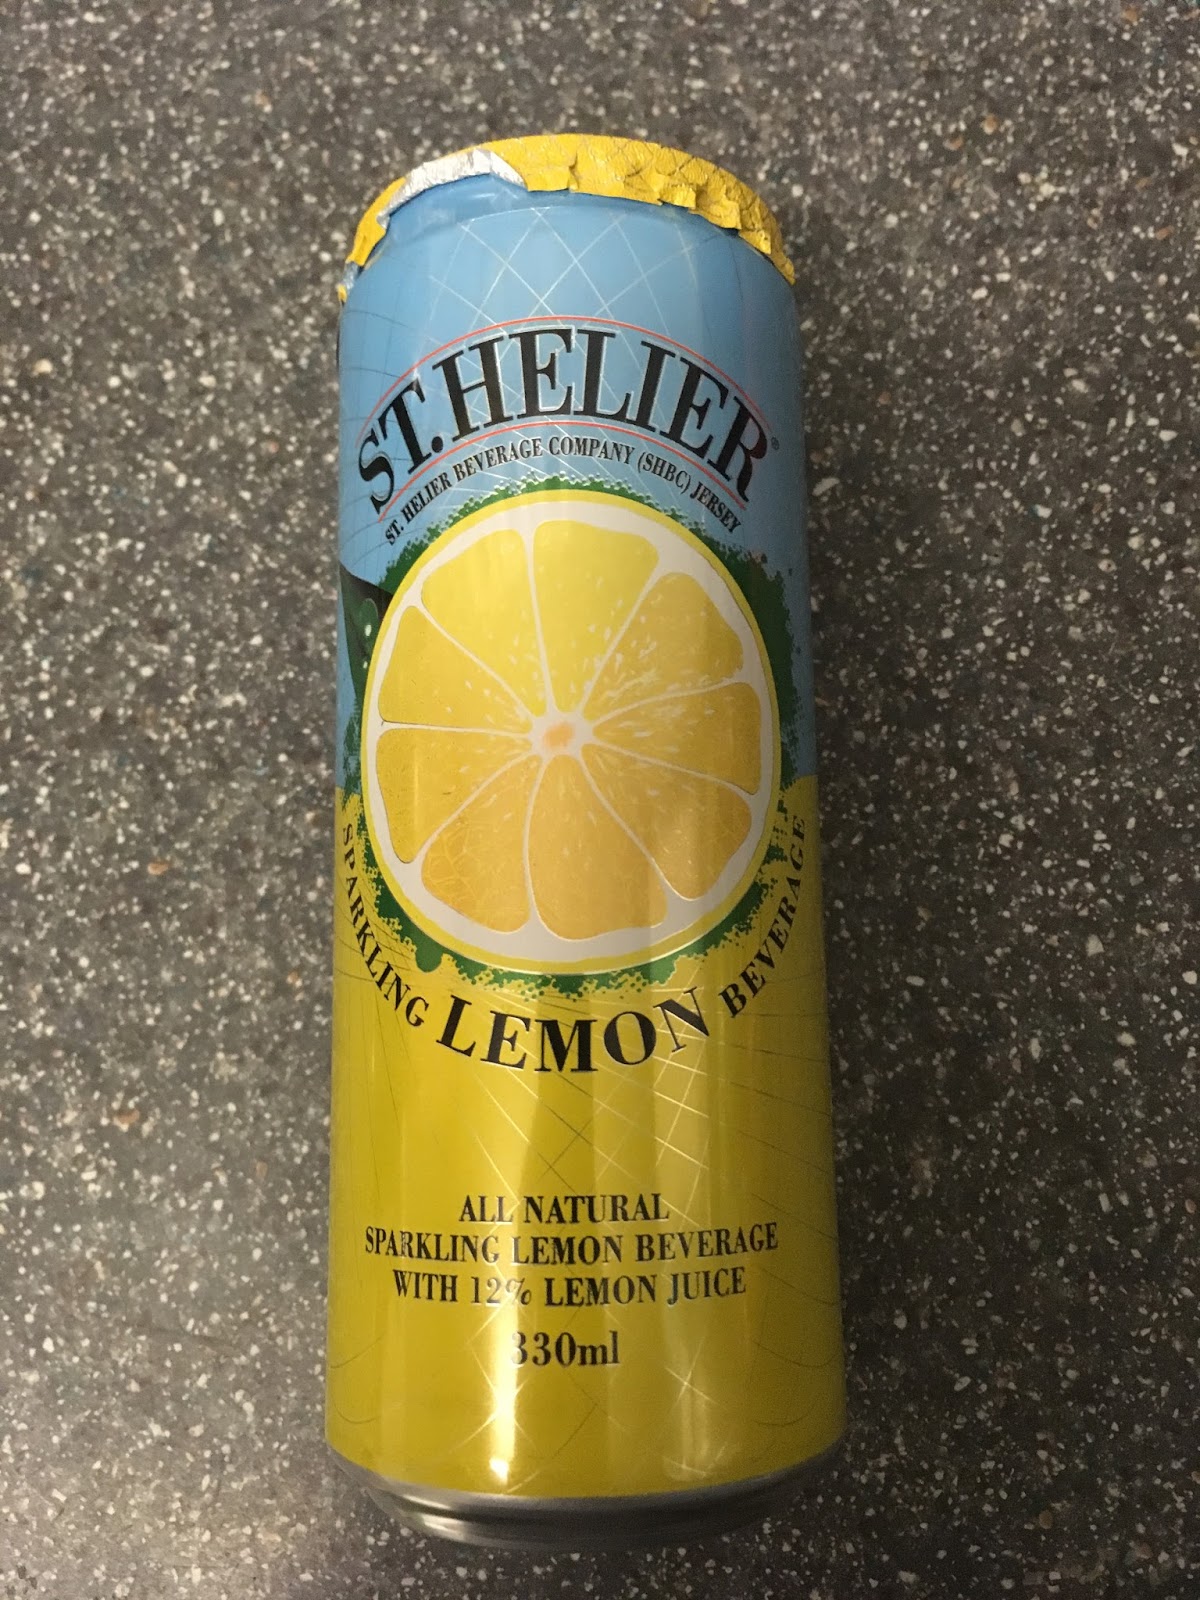 ST. HELIER®
ST. HELIER BEVERAGE COMPANY (SHBC) JERSEY
SPARKLING LEMON BEVERAGE
ALL NATURAL
SPARKLING LEMON BEVERAGE
WITH 12% LEMON JUICE
330ml